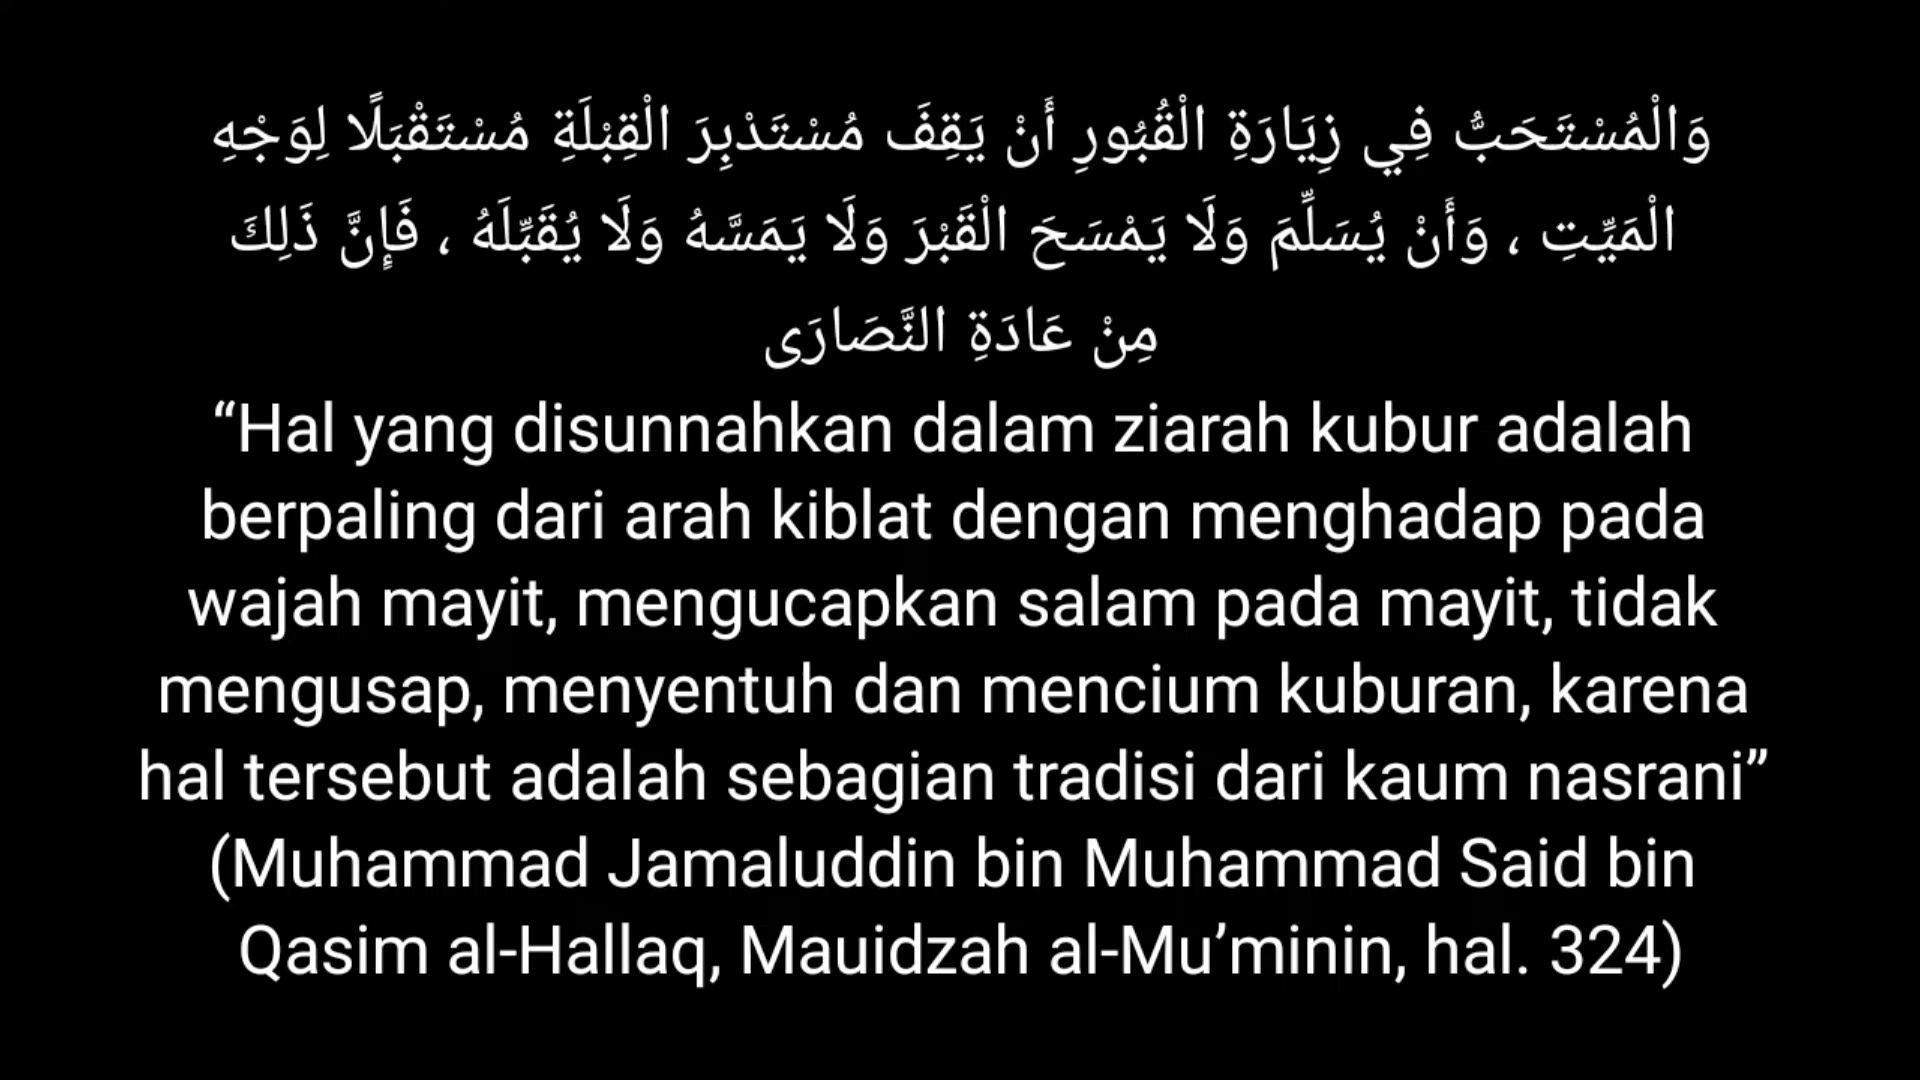 وَالْمُسْتَحَبُّ فِي زِيَارَةِ الْقُبُورِ أَنْ يَقِفَ مُسْتَدْبِرَ الْقِبْلَةِ مُسْتَقْبَلًا لِوَجْهِ
الْمَيِّتِ ، وَأَنْ يُسَلِّمَ وَلَا يَمْسَحَ الْقَبْرَ وَلَا يَمَسَّهُ وَلَا يُقَبِّلَهُ ، فَإِنَّ ذَلِكَ
مِنْ عَادَةِ النَّصَارَى
“Hal yang disunnahkan dalam ziarah kubur adalah
berpaling dari arah kiblat dengan menghadap pada
wajah mayit, mengucapkan salam pada mayit, tidak
mengusap, menyentuh dan mencium kuburan, karena
hal tersebut adalah sebagian tradisi dari kaum nasrani”
(Muhammad Jamaluddin bin Muhammad Said bin
Qasim al-Hallaq, Mauidzah al-Mu’minin, hal. 324)